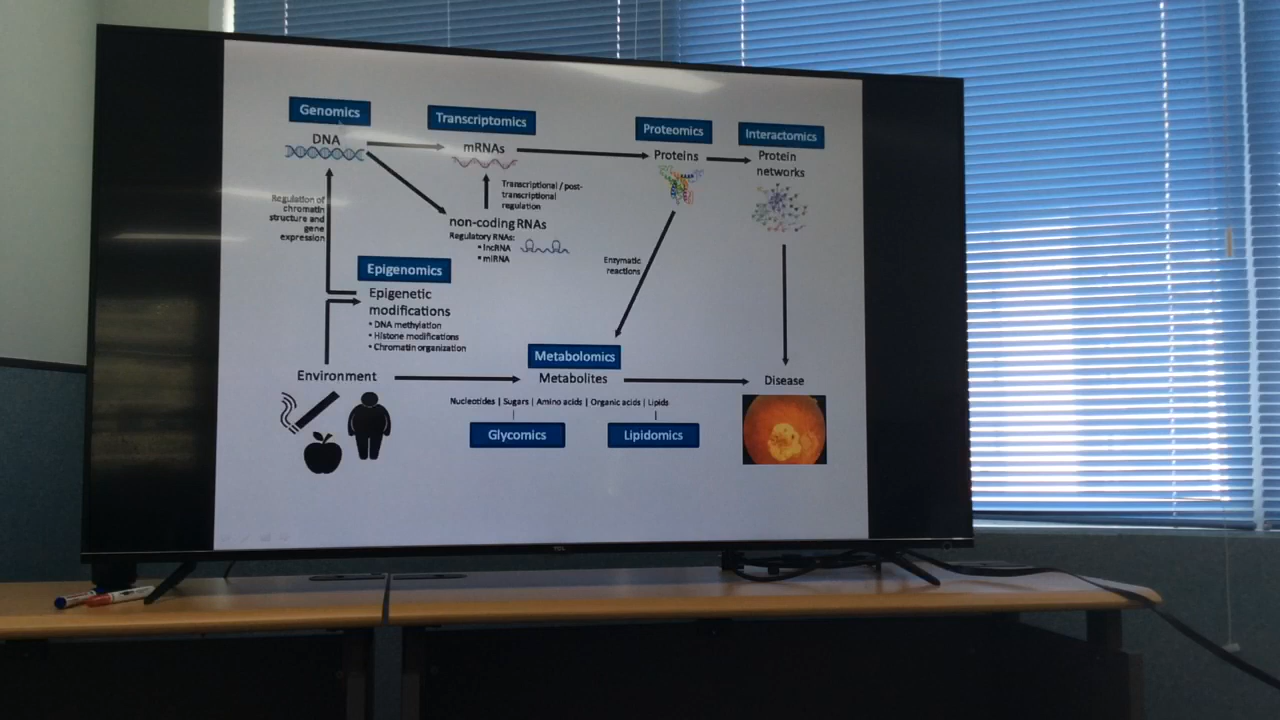 Genomics
Transcriptomics
Proteomics
Interactomics
DNA
mRNAs
Proteins
Protein
networks
Regulation of
chromatin
structure and
gene
expression
Transcriptional / post-
transcriptional
regulation
non-coding RNAs
Regulatory RNAs:
• lncRNA
• miRNA
Enzymatic
reactions
Epigenomics
Epigenetic
modifications
• DNA methylation
• Histone modifications
• Chromatin organization
Metabolomics
Environment
Metabolites
Disease
Nucleotides | Sugars | Amino acids | Organic acids | Lipids
Glycomics
Lipidomics
TCL